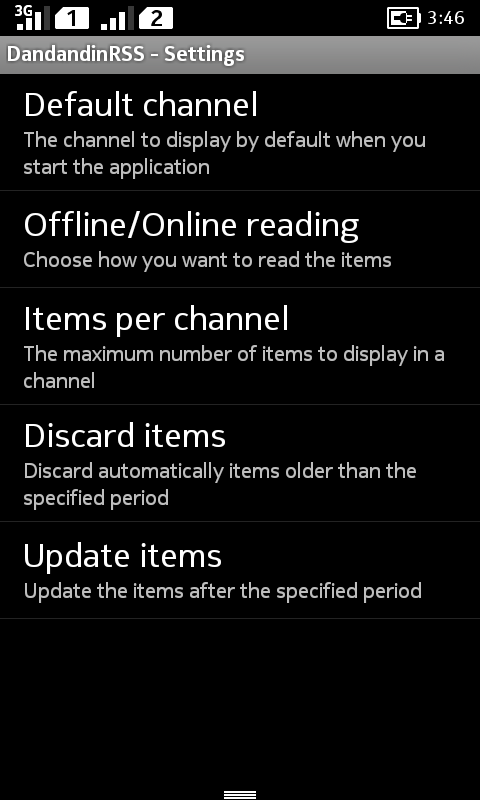 3G 1 2 3:46
DandandinRSS - Settings
Default channel
The channel to display by default when you
start the application
Offline/Online reading
Choose how you want to read the items
Items per channel
The maximum number of items to display in a
channel
Discard items
Discard automatically items older than the
specified period
Update items
Update the items after the specified period